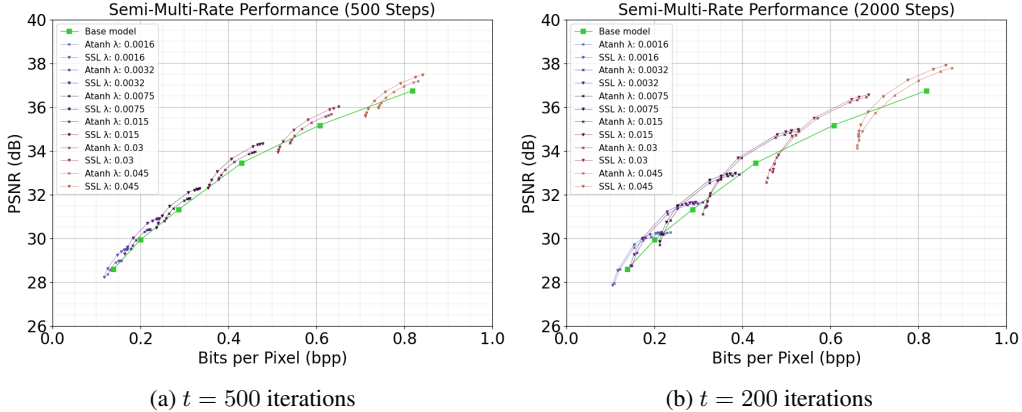 Semi-Multi-Rate Performance (500 Steps)
40
38
36
34
32
30
28
26
PSNR (dB)
Base model
Atanh λ: 0.0016
SSL λ: 0.0016
Atanh λ: 0.0032
SSL λ: 0.0032
Atanh λ: 0.0075
SSL λ: 0.0075
Atanh λ: 0.015
SSL λ: 0.015
Atanh λ: 0.03
SSL λ: 0.03
Atanh λ: 0.045
SSL λ: 0.045
0.0 0.2 0.4 0.6 0.8 1.0
Bits per Pixel (bpp)
(a) t = 500 iterations
Semi-Multi-Rate Performance (2000 Steps)
40
38
36
34
32
30
28
26
PSNR (dB)
Base model
Atanh λ: 0.0016
SSL λ: 0.0016
Atanh λ: 0.0032
SSL λ: 0.0032
Atanh λ: 0.0075
SSL λ: 0.0075
Atanh λ: 0.015
SSL λ: 0.015
Atanh λ: 0.03
SSL λ: 0.03
Atanh λ: 0.045
SSL λ: 0.045
0.0 0.2 0.4 0.6 0.8 1.0
Bits per Pixel (bpp)
(b) t = 200 iterations